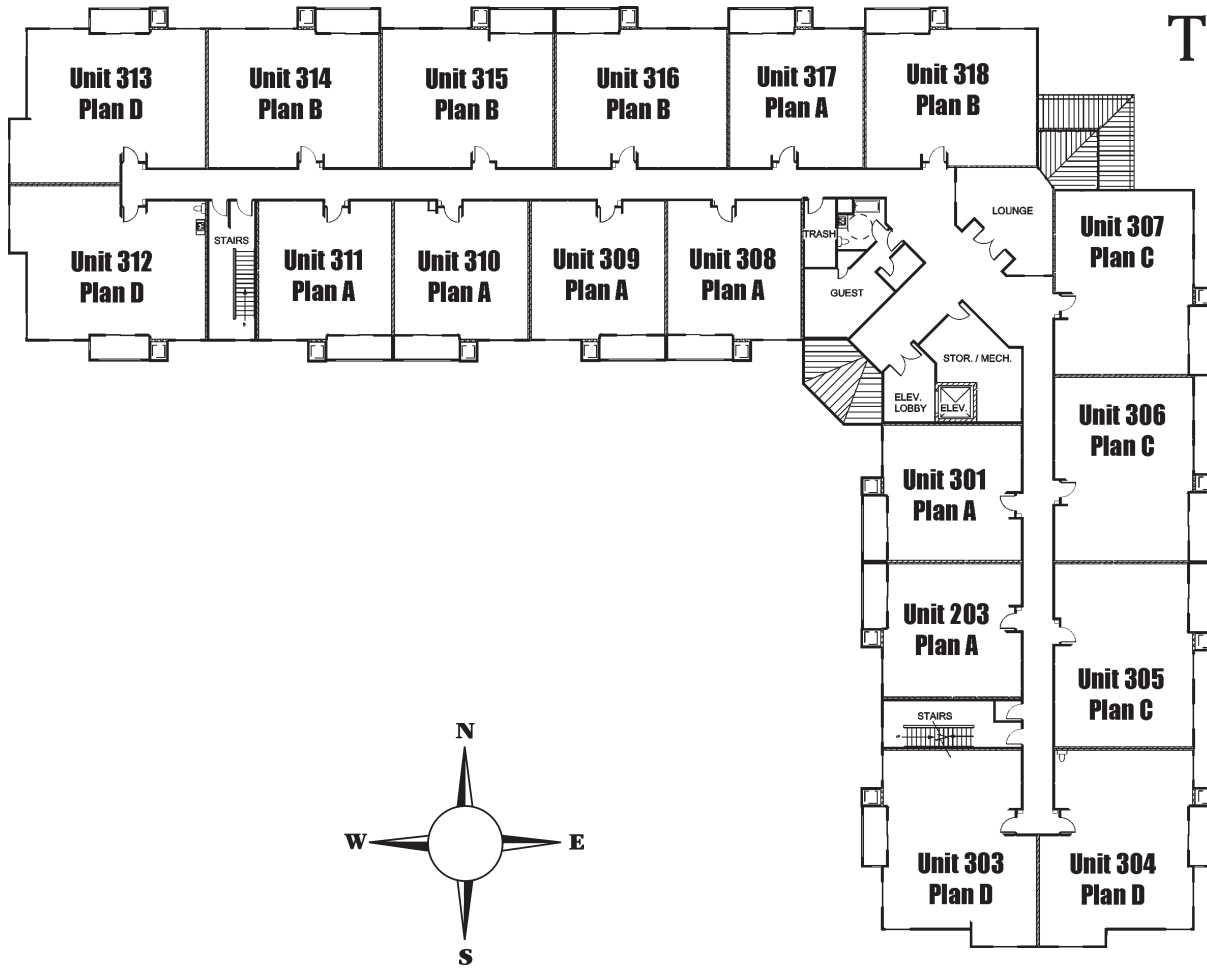 T
Unit 313
Plan D
Unit 314
Plan B
Unit 315
Plan B
Unit 316
Plan B
Unit 317
Plan A
Unit 318
Plan B
LOUNGE
Unit 307
Plan C
STAIRS
TRASH
Unit 312
Plan D
Unit 311
Plan A
Unit 310
Plan A
Unit 309
Plan A
Unit 308
Plan A
GUEST
STOR. / MECH.
ELEV.
LOBBY
ELEV.
Unit 306
Plan C
Unit 301
Plan A
Unit 203
Plan A
Unit 305
Plan C
STAIRS
N
W
E
S
Unit 303
Plan D
Unit 304
Plan D